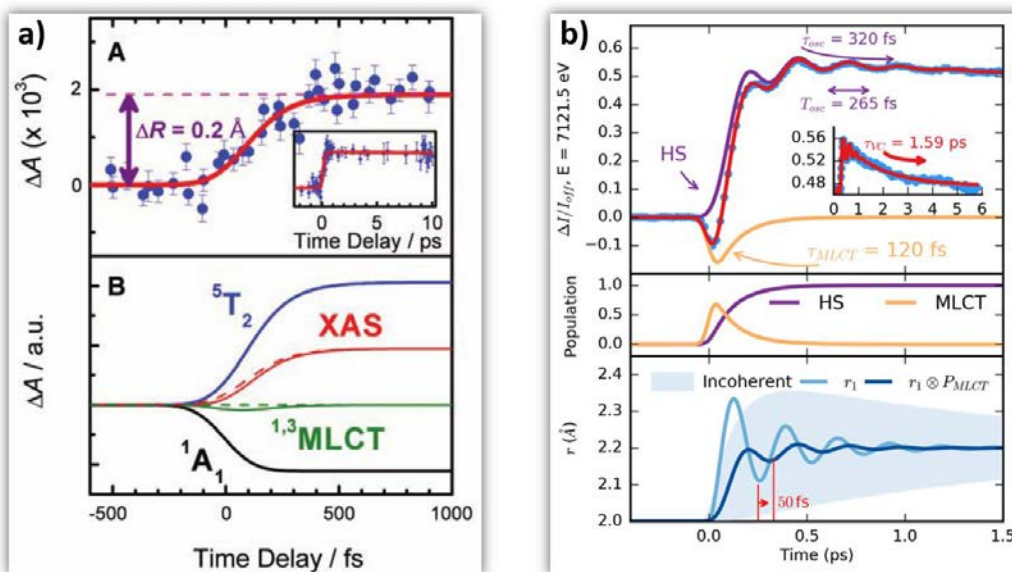 a)
A
ΔA (x 10³)
2
0
ΔR = 0.2 Å
0 5 10
Time Delay / ps
B
ΔA / a.u.
⁵T₂
XAS
¹,³MLCT
¹A₁
-500 0 500 1000
Time Delay / fs
b)
ΔI/I_off, E = 7121.5 eV
0.6
0.5
0.4
0.3
0.2
0.1
0.0
−0.1
τ_osc = 320 fs
T_osc = 265 fs
HS
0.56
0.52
0.48
τ_VC = 1.59 ps
0 1 2 3 4 5 6
τ_MLCT = 120 fs
Population
1.0
0.5
0.0
HS MLCT
r (Å)
2.4
2.3
2.2
2.1
2.0
Incoherent r₁ r₁ ⊗ P_MLCT
50 fs
0.0 0.5 1.0 1.5
Time (ps)